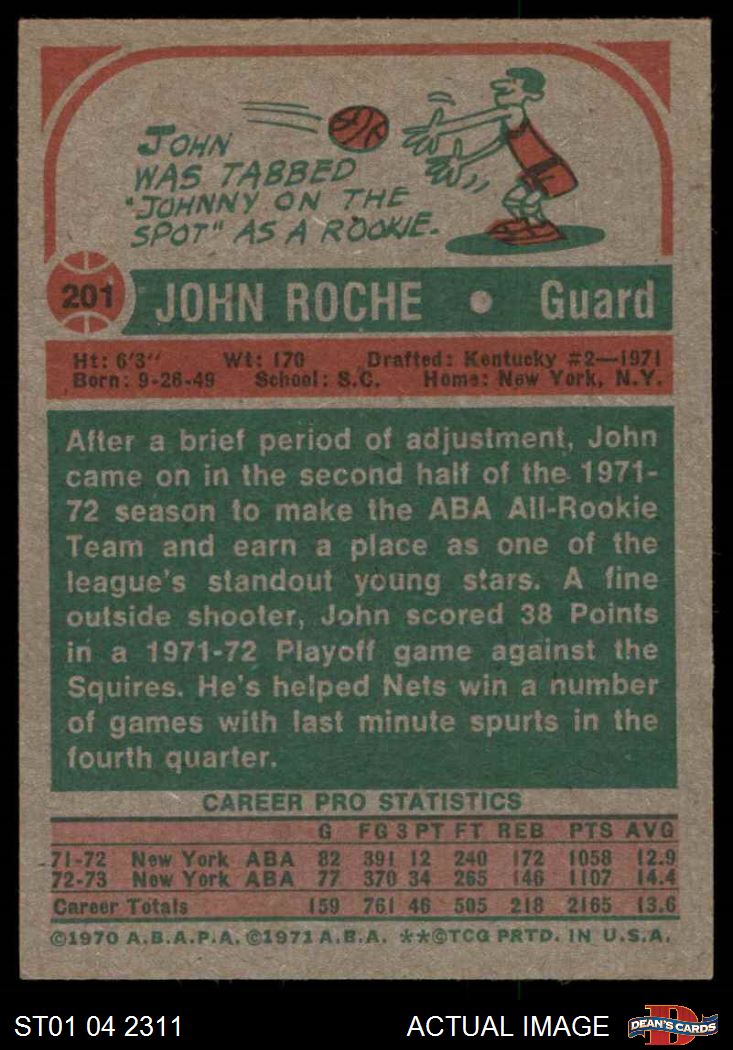 JOHN
WAS TABBED
"JOHNNY ON THE
SPOT" AS A ROOKIE.
201 JOHN ROCHE • Guard
Ht: 6'3" Wt: 170 Drafted: Kentucky #2—1971
Born: 9-26-49 School: S.C. Home: New York, N.Y.
After a brief period of adjustment, John
came on in the second half of the 1971-
72 season to make the ABA All-Rookie
Team and earn a place as one of the
league's standout young stars. A fine
outside shooter, John scored 38 Points
in a 1971-72 Playoff game against the
Squires. He's helped Nets win a number
of games with last minute spurts in the
fourth quarter.
CAREER PRO STATISTICS
G FG 3 PT FT REB PTS AVG
71-72 New York ABA 82 391 12 240 172 1058 12.9
72-73 New York ABA 77 370 34 265 146 1107 14.4
Career Totals 159 761 46 505 218 2165 13.6
©1970 A.B.A.P.A. ©1971 A.B.A. **©TCG PRTD. IN U.S.A.
ST01 04 2311 ACTUAL IMAGE D DEAN'S CARDS